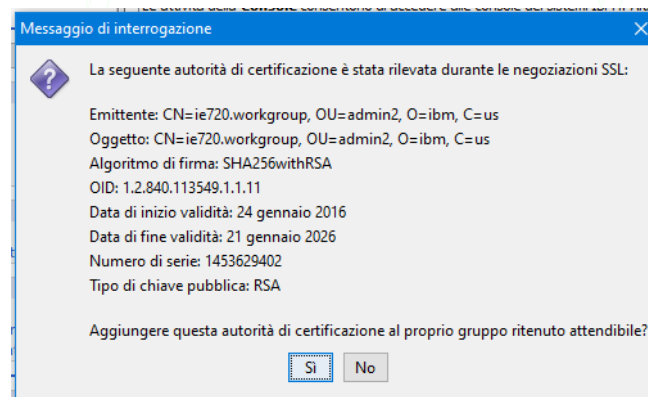 Messaggio di interrogazione
La seguente autorità di certificazione è stata rilevata durante le negoziazioni SSL:
Emittente: CN=ie720.workgroup, OU=admin2, O=ibm, C=us
Oggetto: CN=ie720.workgroup, OU=admin2, O=ibm, C=us
Algoritmo di firma: SHA256withRSA
OID: 1.2.840.113549.1.1.11
Data di inizio validità: 24 gennaio 2016
Data di fine validità: 21 gennaio 2026
Numero di serie: 1453629402
Tipo di chiave pubblica: RSA
Aggiungere questa autorità di certificazione al proprio gruppo ritenuto attendibile?
Sì No